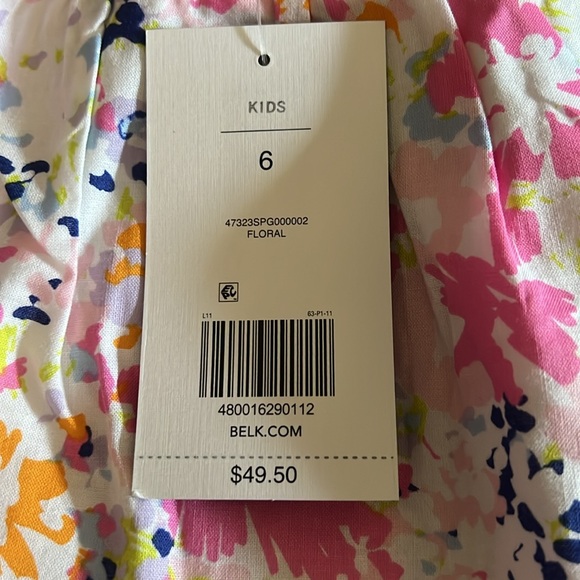 KIDS
6
47323SPG000002
FLORAL
L11 63-P1-11
480016290112
BELK.COM
$49.50